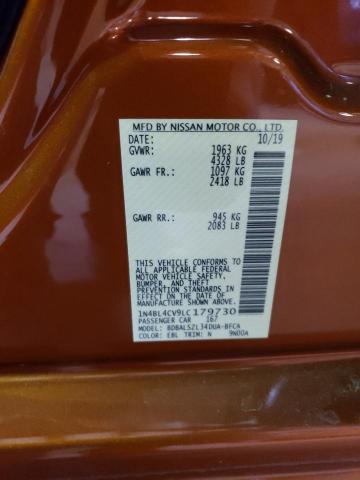 MFD BY NISSAN MOTOR CO., LTD.
DATE: 10/19
GVWR: 1963 KG
4328 LB
GAWR FR.: 1097 KG
2418 LB
GAWR RR.: 945 KG
2083 LB
THIS VEHICLE CONFORMS TO ALL
APPLICABLE FEDERAL MOTOR VEHICLE SAFETY,
BUMPER, AND THEFT PREVENTION
STANDARDS IN EFFECT ON THE DATE OF
MANUFACTURE SHOWN ABOVE.
1N4BL4CV9LC179730
PASSENGER CAR 167
MODEL: BDBALSZL34DUA-BFCA
COLOR: EBL TRIM: N 9N00A